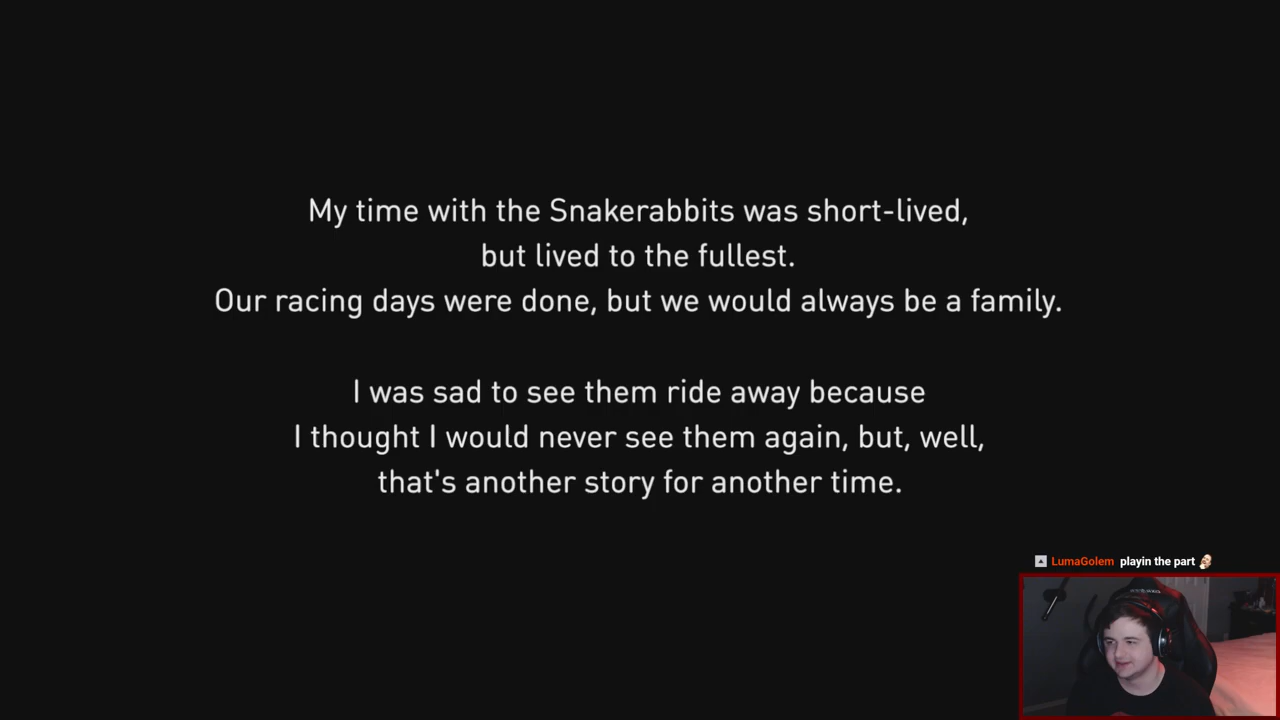 My time with the Snakerabbits was short-lived,
but lived to the fullest.
Our racing days were done, but we would always be a family.
I was sad to see them ride away because
I thought I would never see them again, but, well,
that's another story for another time.
LumaGolem playin the part